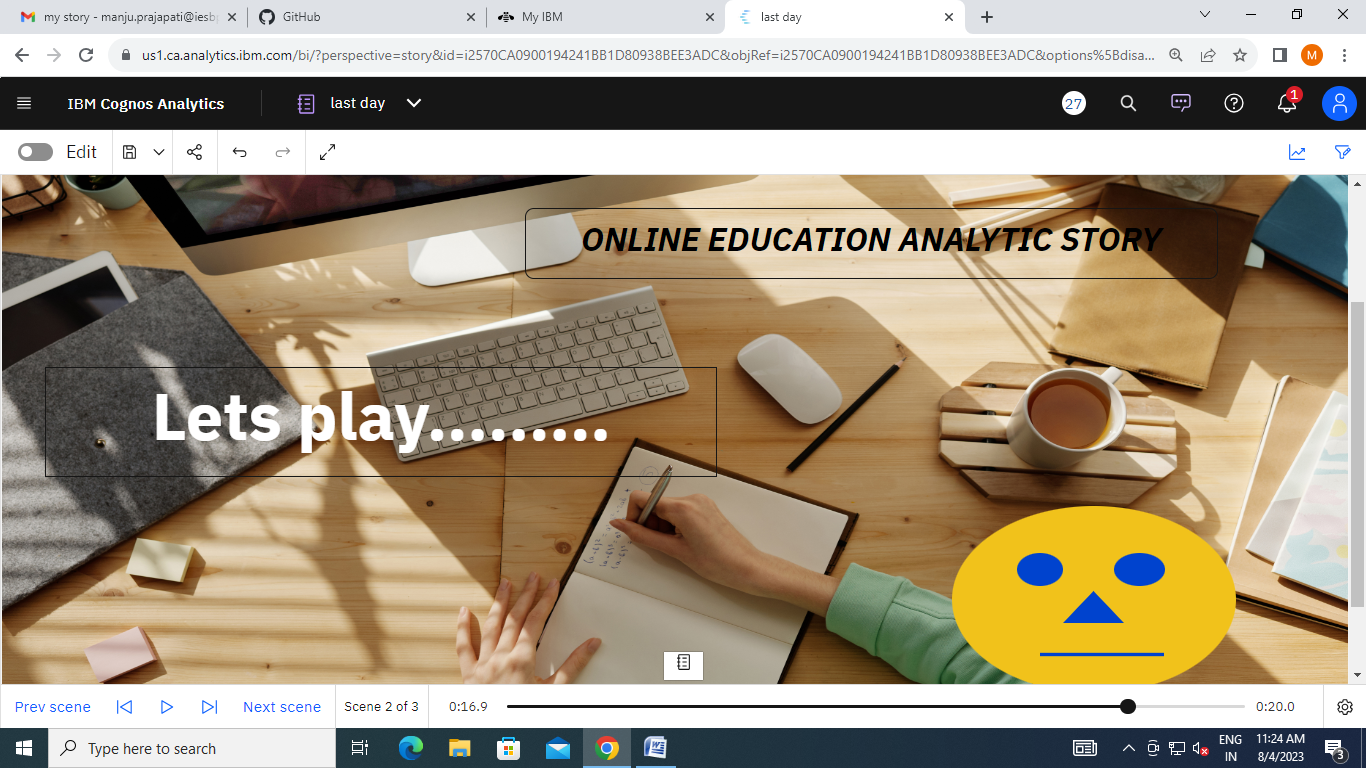 my story - manju.prajapati@iesbp
GitHub
My IBM
last day
us1.ca.analytics.ibm.com/bi/?perspective=story&id=i2570CA0900194241BB1D80938BEE3ADC&objRef=i2570CA0900194241BB1D80938BEE3ADC&options%5Bdisa...
M
IBM Cognos Analytics
last day
27
1
Edit
ONLINE EDUCATION ANALYTIC STORY
Lets play.........
Prev scene
Next scene
Scene 2 of 3
0:16.9
0:20.0
Type here to search
ENG
IN
11:24 AM
8/4/2023
3